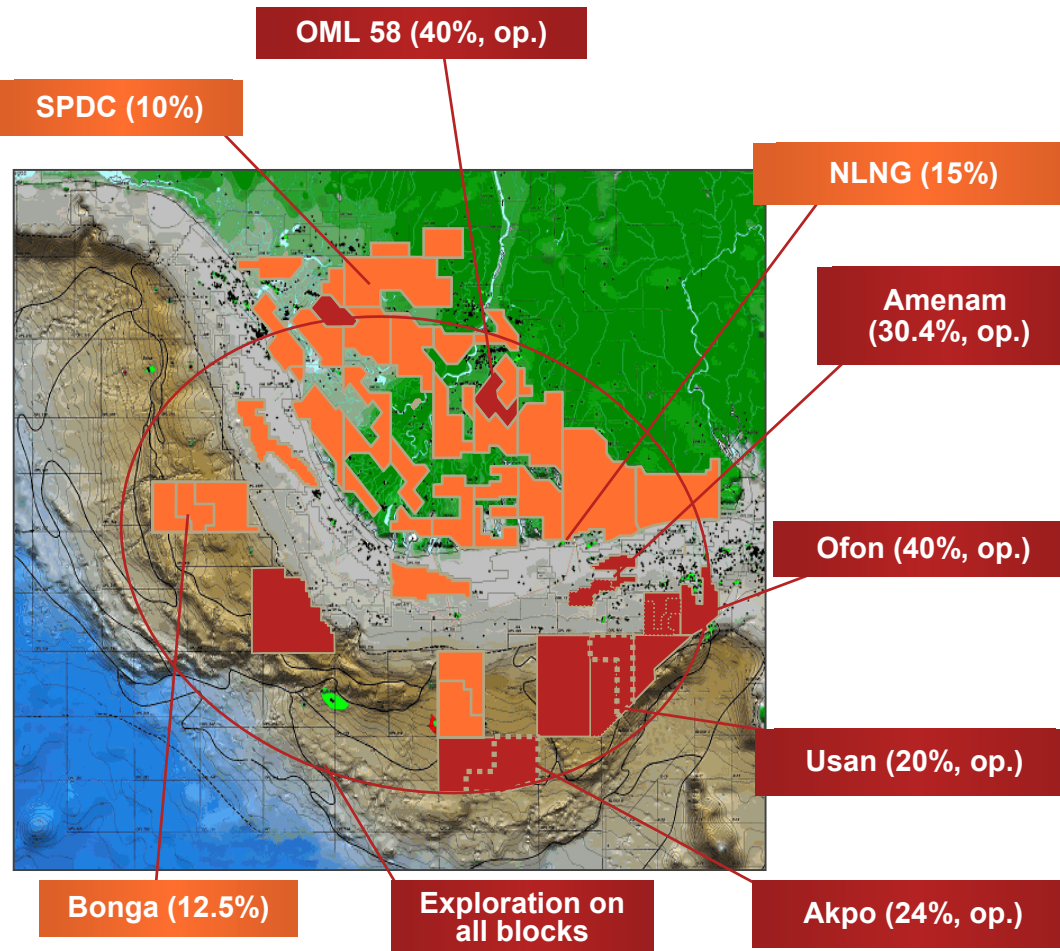 OML 58 (40%, op.)
SPDC (10%)
NLNG (15%)
Amenam
(30.4%, op.)
Ofon (40%, op.)
Usan (20%, op.)
Bonga (12.5%)
Exploration on
all blocks
Akpo (24%, op.)